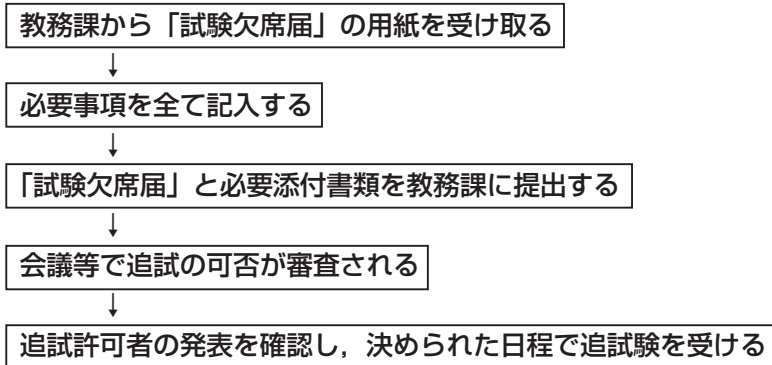 教務課から「試験欠席届」の用紙を受け取る
↓
必要事項を全て記入する
↓
「試験欠席届」と必要添付書類を教務課に提出する
↓
会議等で追試の可否が審査される
↓
追試許可者の発表を確認し，決められた日程で追試験を受ける